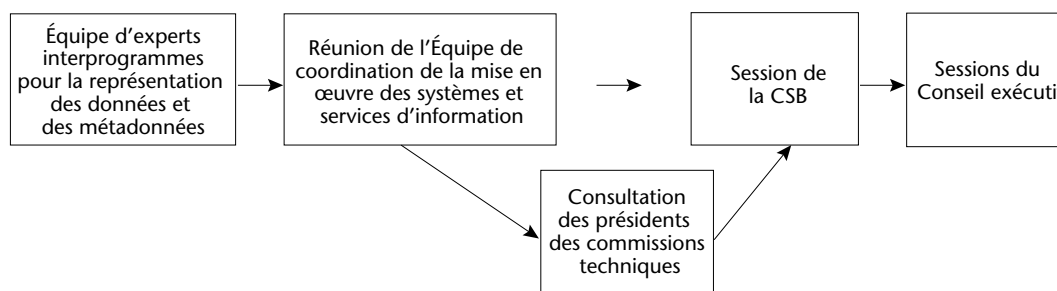 Équipe d’experts
interprogrammes
pour la représentation
des données et
des métadonnées
Réunion de l’Équipe de
coordination de la mise en
œuvre des systèmes et
services d’information
Session de
la CSB
Sessions du
Conseil exécuti
Consultation
des présidents
des commissions
techniques